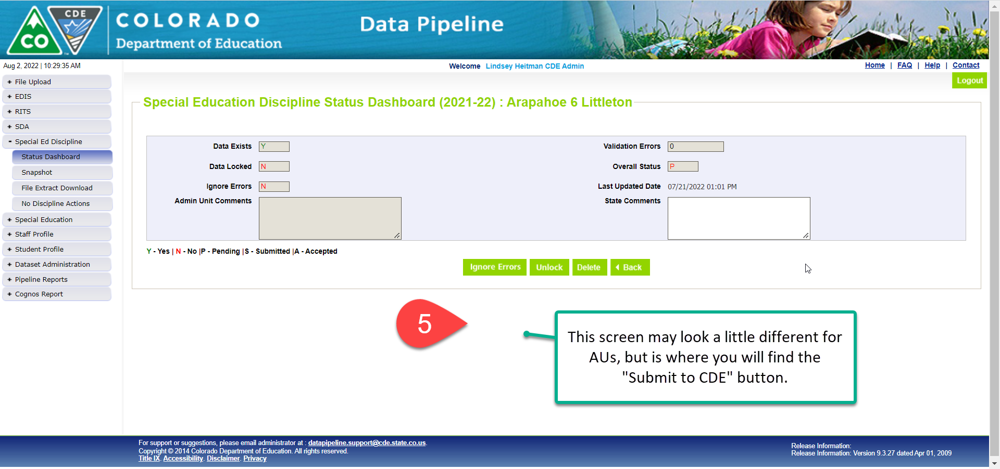 CO
CDE
COLORADO
Department of Education
Data Pipeline
Aug 2, 2022 | 10:29:35 AM
Welcome Lindsey Heitman CDE Admin
Home | FAQ | Help | Contact
Logout
+ File Upload
+ EDIS
+ RITS
+ SDA
- Special Ed Discipline
Status Dashboard
Snapshot
File Extract Download
No Discipline Actions
+ Special Education
+ Staff Profile
+ Student Profile
+ Dataset Administration
+ Pipeline Reports
+ Cognos Report
Special Education Discipline Status Dashboard (2021-22) : Arapahoe 6 Littleton
Data Exists Y
Validation Errors 0
Data Locked N
Overall Status P
Ignore Errors N
Last Updated Date 07/21/2022 01:01 PM
Admin Unit Comments
State Comments
Y - Yes | N - No |P - Pending |S - Submitted |A - Accepted
Ignore Errors Unlock Delete Back
5
This screen may look a little different for
AUs, but is where you will find the
"Submit to CDE" button.
For support or suggestions, please email administrator at : datapipeline.support@cde.state.co.us.
Copyright © 2014 Colorado Department of Education. All rights reserved.
Title IX. Accessibility. Disclaimer. Privacy
Release Information:
Release Information: Version 9.3.27 dated Apr 01, 2009